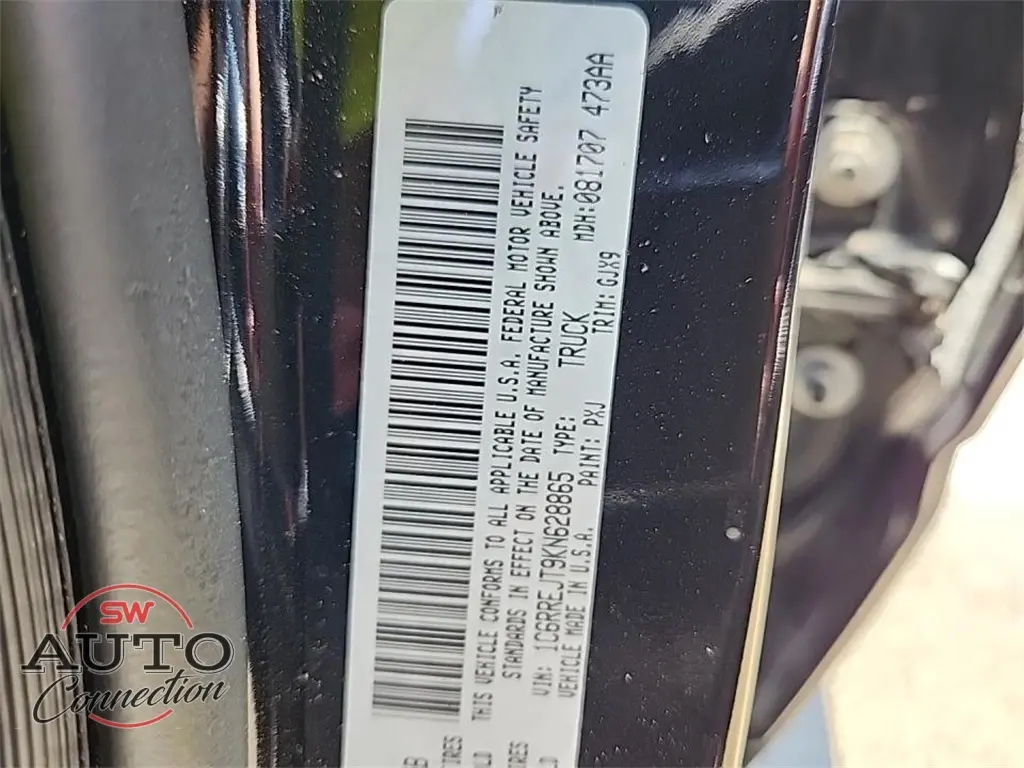 THIS VEHICLE CONFORMS TO ALL APPLICABLE U.S.A. FEDERAL MOTOR VEHICLE SAFETY
STANDARDS IN EFFECT ON THE DATE OF MANUFACTURE SHOWN ABOVE.
VIN: 1C6RREJT9KN628865 TYPE: TRUCK MDH:081707 473AA
VEHICLE MADE IN U.S.A. PAINT: PXJ TRIM: GJX9
SW
AUTO
Connection